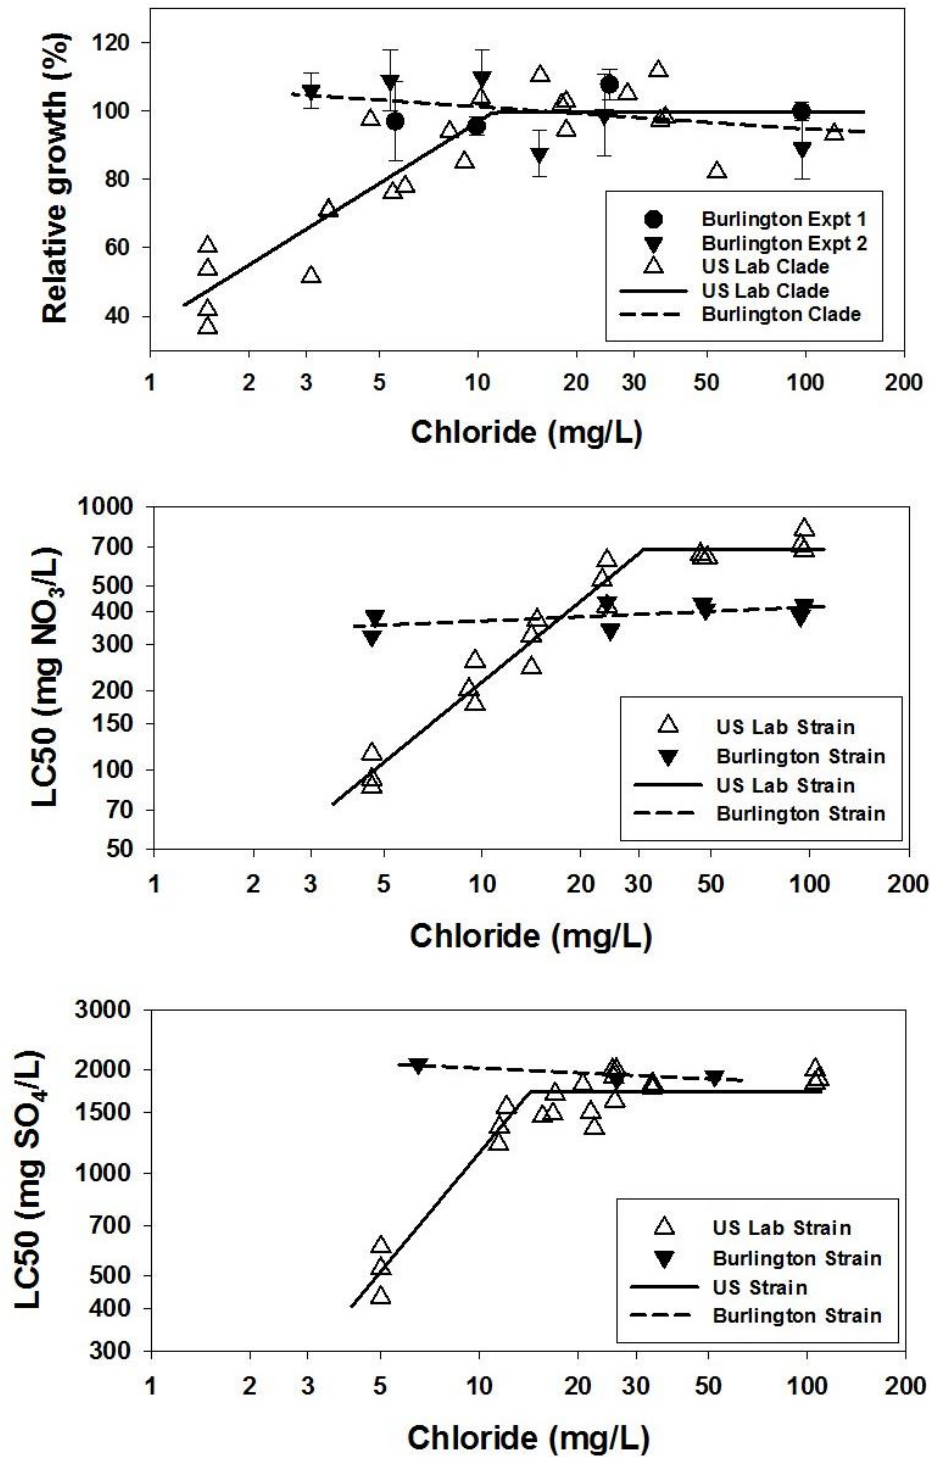 120
100
80
60
40
Relative growth (%)
Burlington Expt 1
Burlington Expt 2
US Lab Clade
US Lab Clade
Burlington Clade
1 2 3 5 10 20 30 50 100 200
Chloride (mg/L)
1000
700
500
400
300
200
150
100
70
50
LC50 (mg NO₃/L)
US Lab Strain
Burlington Strain
US Lab Strain
Burlington Strain
1 2 3 5 10 20 30 50 100 200
Chloride (mg/L)
3000
2000
1500
1000
700
500
400
300
LC50 (mg SO₄/L)
US Lab Strain
Burlington Strain
US Strain
Burlington Strain
1 2 3 5 10 20 30 50 100 200
Chloride (mg/L)